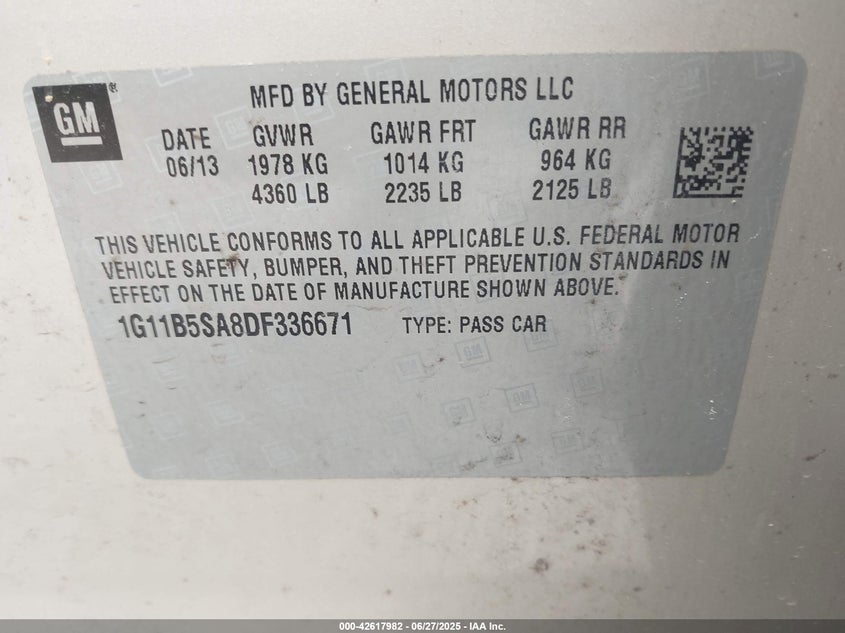 GM
MFD BY GENERAL MOTORS LLC
DATE GVWR GAWR FRT GAWR RR
06/13 1978 KG 1014 KG 964 KG
4360 LB 2235 LB 2125 LB
THIS VEHICLE CONFORMS TO ALL APPLICABLE U.S. FEDERAL MOTOR
VEHICLE SAFETY, BUMPER, AND THEFT PREVENTION STANDARDS IN
EFFECT ON THE DATE OF MANUFACTURE SHOWN ABOVE.
1G11B5SA8DF336671 TYPE: PASS CAR
000-42617982 / 06/27/2025 - IAA Inc.